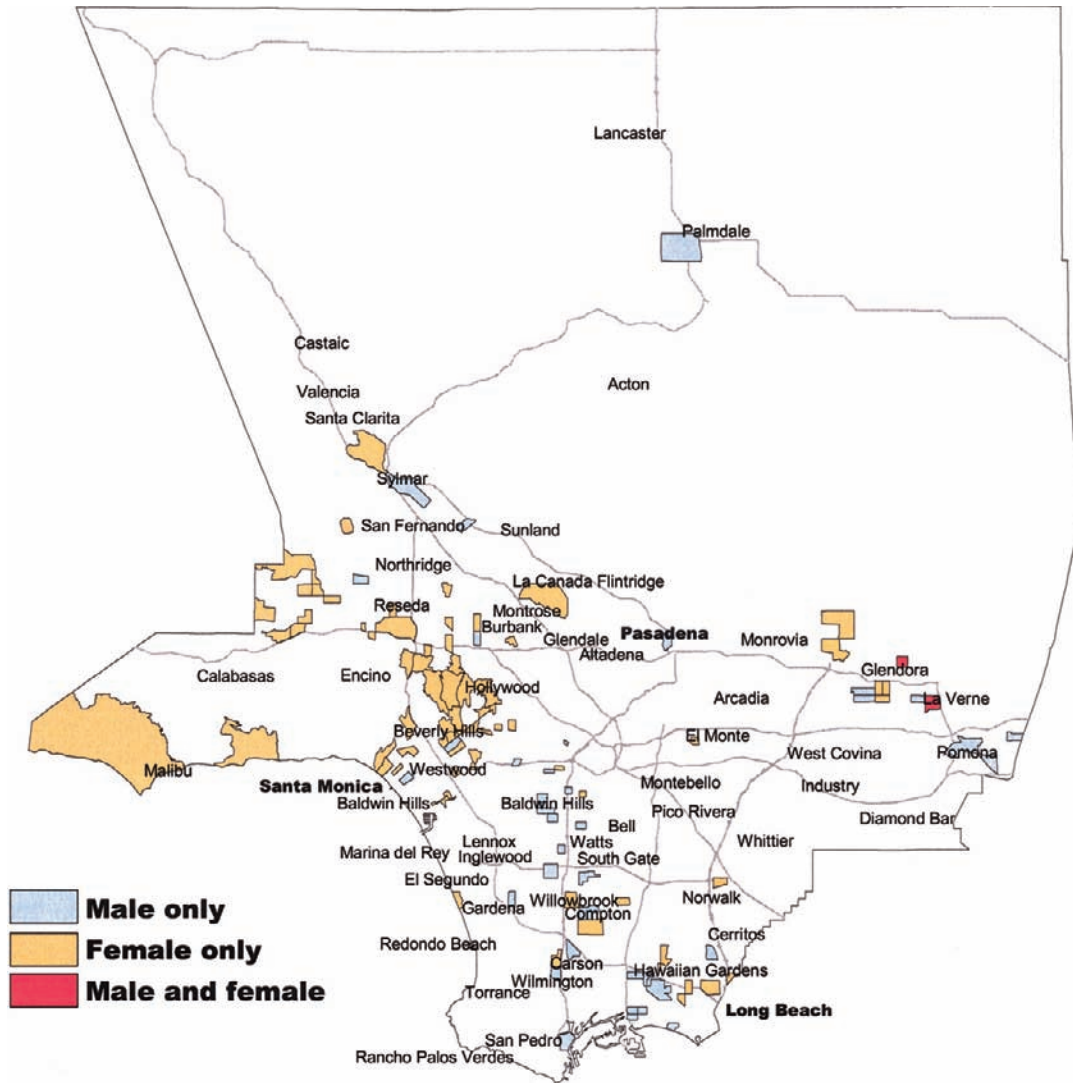 Lancaster
Palmdale
Castaic
Acton
Valencia
Santa Clarita
Sylmar
San Fernando
Sunland
Northridge
La Canada Flintridge
Reseda
Montrose
Burbank
Glendale
Pasadena
Monrovia
Altadena
Glendora
Calabasas
Encino
Hollywood
Arcadia
La Verne
Beverly Hills
El Monte
West Covina
Pomona
Malibu
Westwood
Santa Monica
Montebello
Industry
Baldwin Hills
Baldwin Hills
Pico Rivera
Diamond Bar
Bell
Lennox
Watts
Whittier
Marina del Rey
Inglewood
South Gate
El Segundo
Norwalk
Gardena
Willowbrook
Compton
Male only
Cerritos
Redondo Beach
Female only
Carson
Hawaiian Gardens
Wilmington
Torrance
Male and female
Long Beach
San Pedro
Rancho Palos Verdes